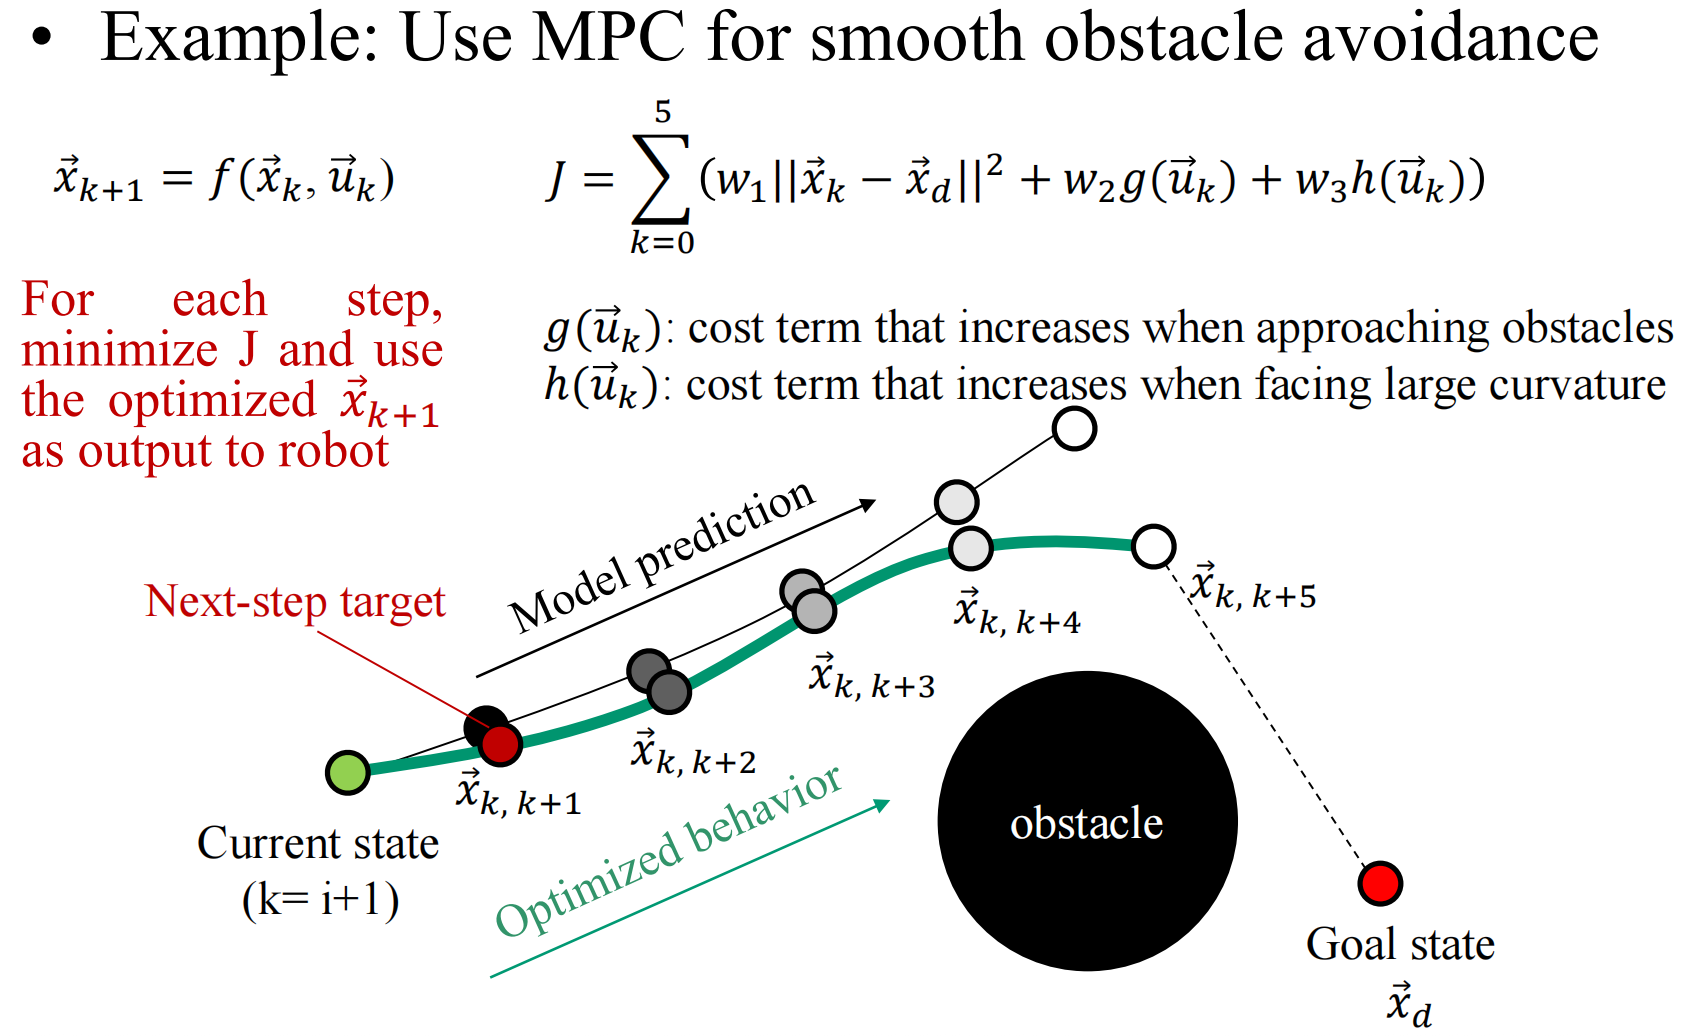 • Example: Use MPC for smooth obstacle avoidance
$\vec{x}_{k+1} = f(\vec{x}_k, \vec{u}_k)$
$J = \sum_{k=0}^{5} (w_1||\vec{x}_k - \vec{x}_d||^2 + w_2 g(\vec{u}_k) + w_3 h(\vec{u}_k))$
For each step,
minimize J and use
the optimized $\vec{x}_{k+1}$
as output to robot
$g(\vec{u}_k)$: cost term that increases when approaching obstacles
$h(\vec{u}_k)$: cost term that increases when facing large curvature
Model prediction
Next-step target
$\vec{x}_{k,k+5}$
$\vec{x}_{k,k+4}$
$\vec{x}_{k,k+3}$
$\vec{x}_{k,k+2}$
$\vec{x}_{k,k+1}$
Current state
(k= i+1)
Optimized behavior
obstacle
Goal state
$\vec{x}_d$